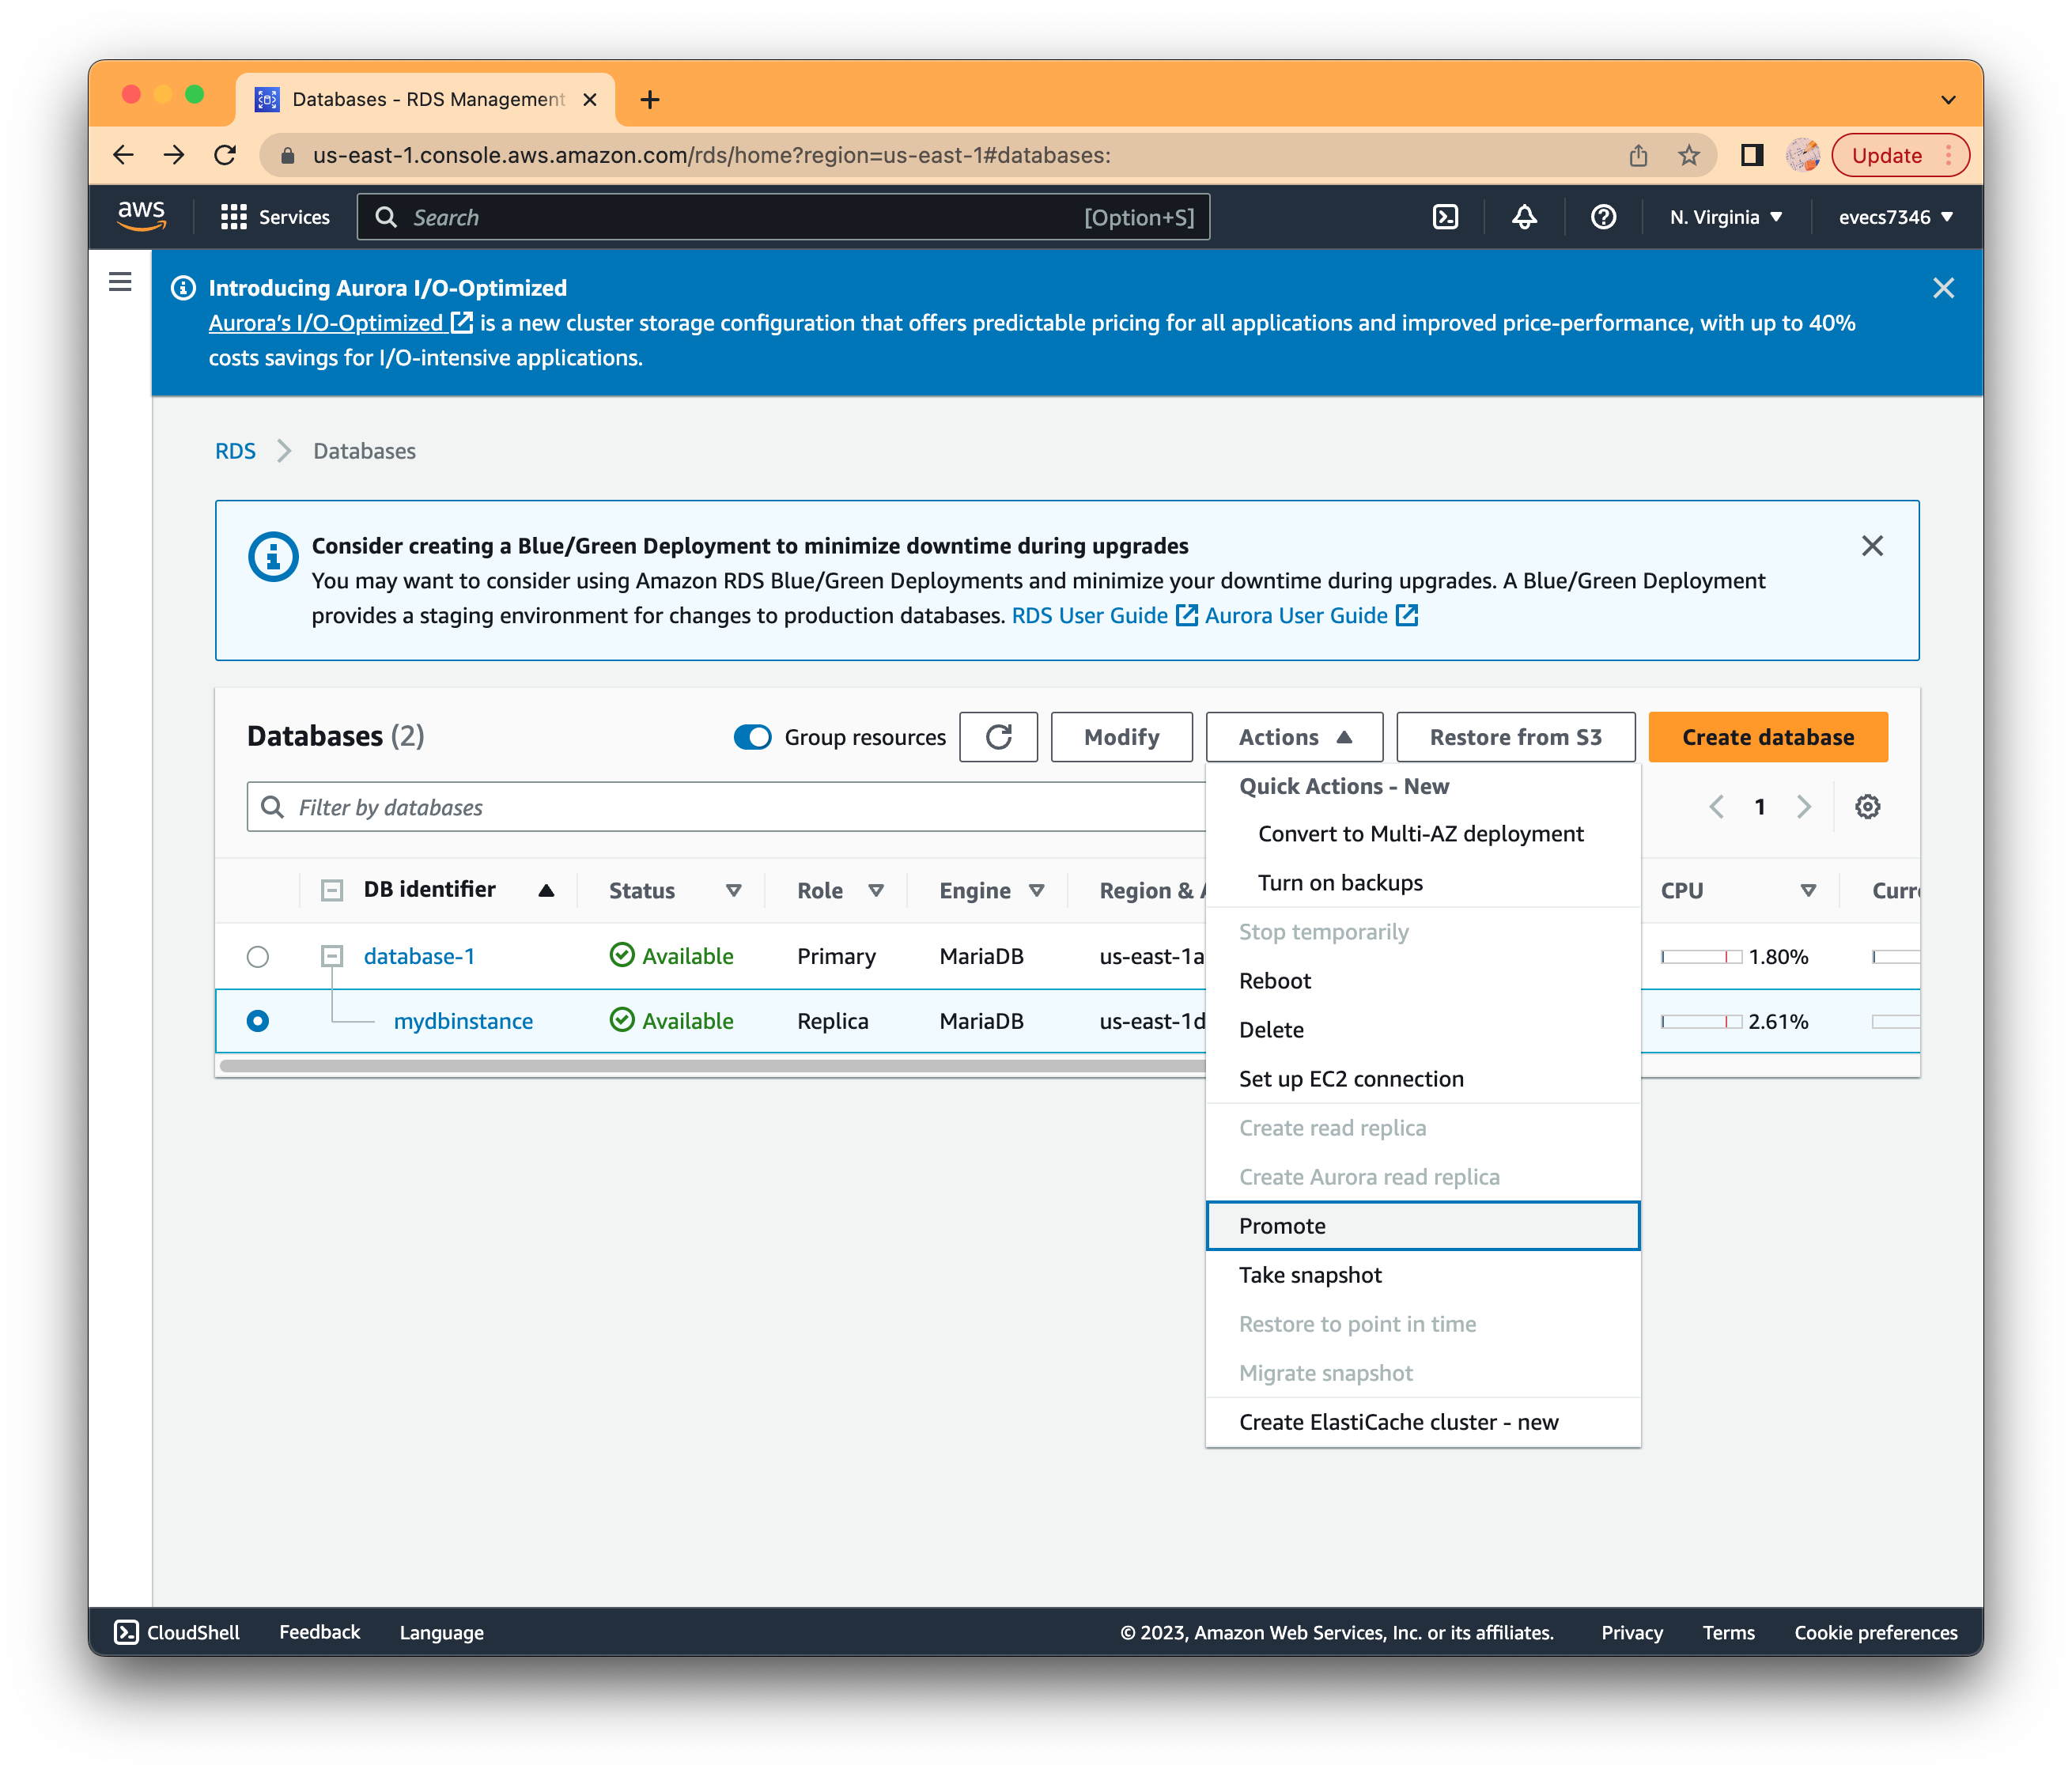 Databases - RDS Management
us-east-1.console.aws.amazon.com/rds/home?region=us-east-1#databases:
Update
aws
Services
Search
[Option+S]
N. Virginia
evecs7346
Introducing Aurora I/O-Optimized
Aurora's I/O-Optimized is a new cluster storage configuration that offers predictable pricing for all applications and improved price-performance, with up to 40%
costs savings for I/O-intensive applications.
RDS
Databases
Consider creating a Blue/Green Deployment to minimize downtime during upgrades
You may want to consider using Amazon RDS Blue/Green Deployments and minimize your downtime during upgrades. A Blue/Green Deployment
provides a staging environment for changes to production databases. RDS User Guide Aurora User Guide
Databases (2)
Group resources
Modify
Actions
Restore from S3
Create database
Filter by databases
1
DB identifier
Status
Role
Engine
Region & A
CPU
Curr
database-1
Available
Primary
MariaDB
us-east-1a
1.80%
mydbinstance
Available
Replica
MariaDB
us-east-1d
2.61%
Quick Actions - New
Convert to Multi-AZ deployment
Turn on backups
Stop temporarily
Reboot
Delete
Set up EC2 connection
Create read replica
Create Aurora read replica
Promote
Take snapshot
Restore to point in time
Migrate snapshot
Create ElastiCache cluster - new
CloudShell
Feedback
Language
© 2023, Amazon Web Services, Inc. or its affiliates.
Privacy
Terms
Cookie preferences